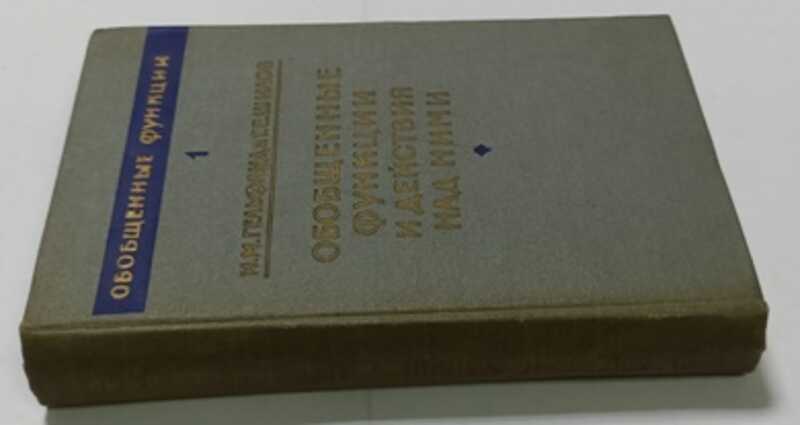 ОБОБЩЕННЫЕ ФУНКЦИИ
1
И.М.ГЕЛЬФАНД и Г.Е.ШИЛОВ
ОБОБЩЕННЫЕ
ФУНКЦИИ
И ДЕЙСТВИЯ
НАД НИМИ